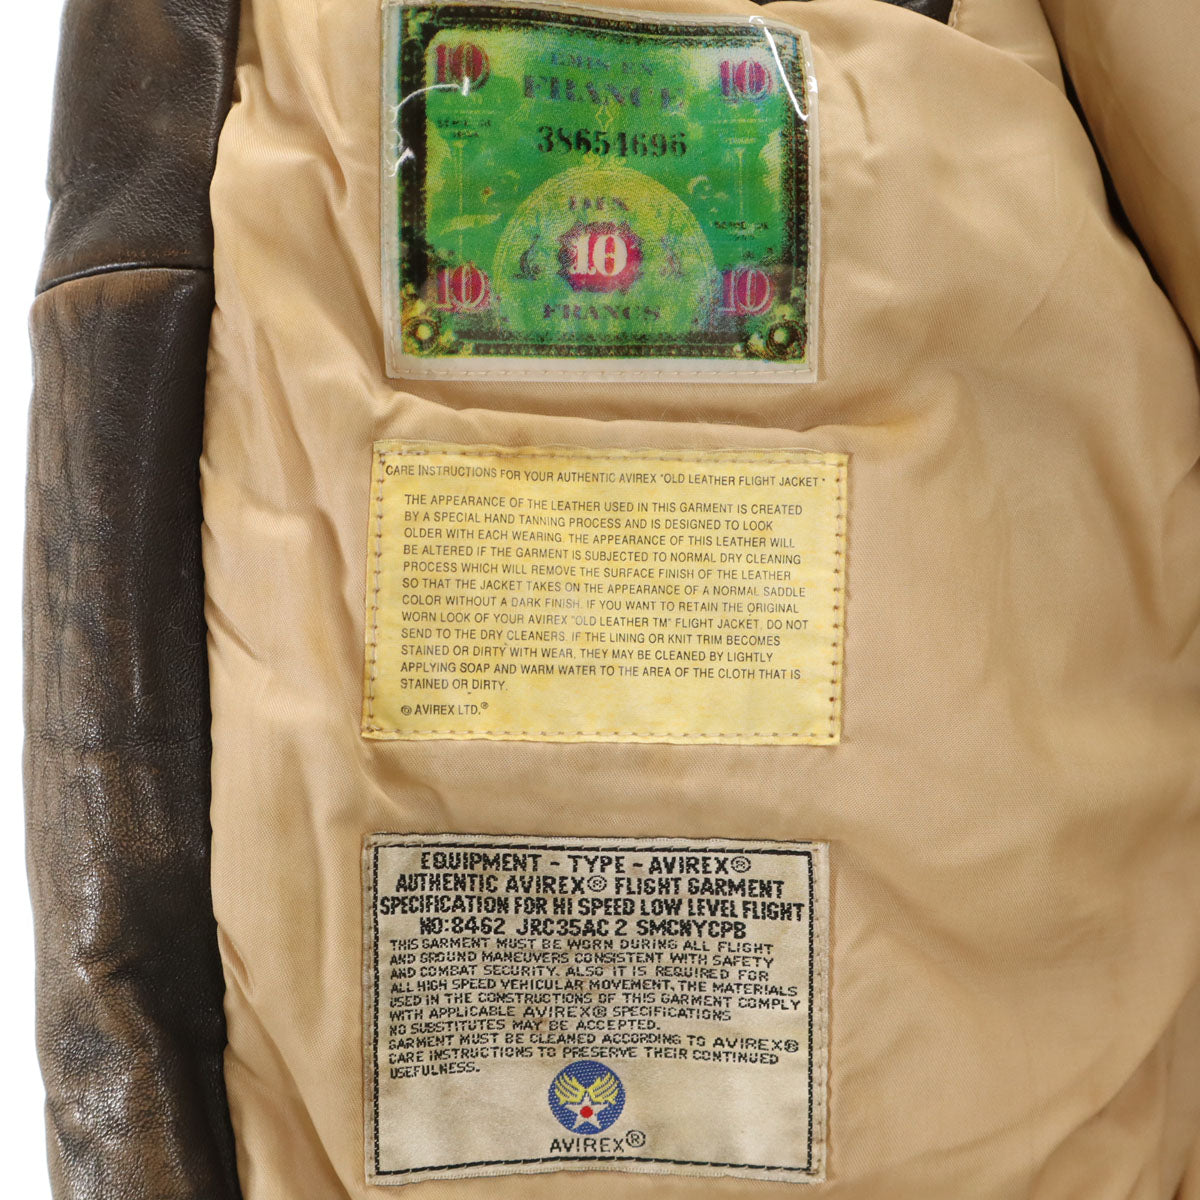 10 EMIS EN 10
FRANCE
38654696
DIX
10
10 10
FRANCS
CARE INSTRUCTIONS FOR YOUR AUTHENTIC AVIREX "OLD LEATHER FLIGHT JACKET"
THE APPEARANCE OF THE LEATHER USED IN THIS GARMENT IS CREATED
BY A SPECIAL HAND TANNING PROCESS AND IS DESIGNED TO LOOK
OLDER WITH EACH WEARING. THE APPEARANCE OF THIS LEATHER WILL
BE ALTERED IF THE GARMENT IS SUBJECTED TO NORMAL DRY CLEANING
PROCESS WHICH WILL REMOVE THE SURFACE FINISH OF THE LEATHER
SO THAT THE JACKET TAKES ON THE APPEARANCE OF A NORMAL SADDLE
COLOR WITHOUT A DARK FINISH. IF YOU WANT TO RETAIN THE ORIGINAL
WORN LOOK OF YOUR AVIREX "OLD LEATHER TM" FLIGHT JACKET, DO NOT
SEND TO THE DRY CLEANERS. IF THE LINING OR KNIT TRIM BECOMES
STAINED OR DIRTY WITH WEAR, THEY MAY BE CLEANED BY LIGHTLY
APPLYING SOAP AND WARM WATER TO THE AREA OF THE CLOTH THAT IS
STAINED OR DIRTY.
© AVIREX LTD.®
EQUIPMENT - TYPE - AVIREX®
AUTHENTIC AVIREX® FLIGHT GARMENT
SPECIFICATION FOR HI SPEED LOW LEVEL FLIGHT
NO:8462 JRC35AC 2 SMCNYCPB
THIS GARMENT MUST BE WORN DURING ALL FLIGHT
AND GROUND MANEUVERS CONSISTENT WITH SAFETY
AND COMBAT SECURITY. ALSO IT IS REQUIRED FOR
ALL HIGH SPEED VEHICULAR MOVEMENT, THE MATERIALS
USED IN THE CONSTRUCTIONS OF THIS GARMENT COMPLY
WITH APPLICABLE AVIREX® SPECIFICATIONS
NO SUBSTITUTES MAY BE ACCEPTED.
GARMENT MUST BE CLEANED ACCORDING TO AVIREX®
CARE INSTRUCTIONS TO PRESERVE THEIR CONTINUED
USEFULNESS.
AVIREX®